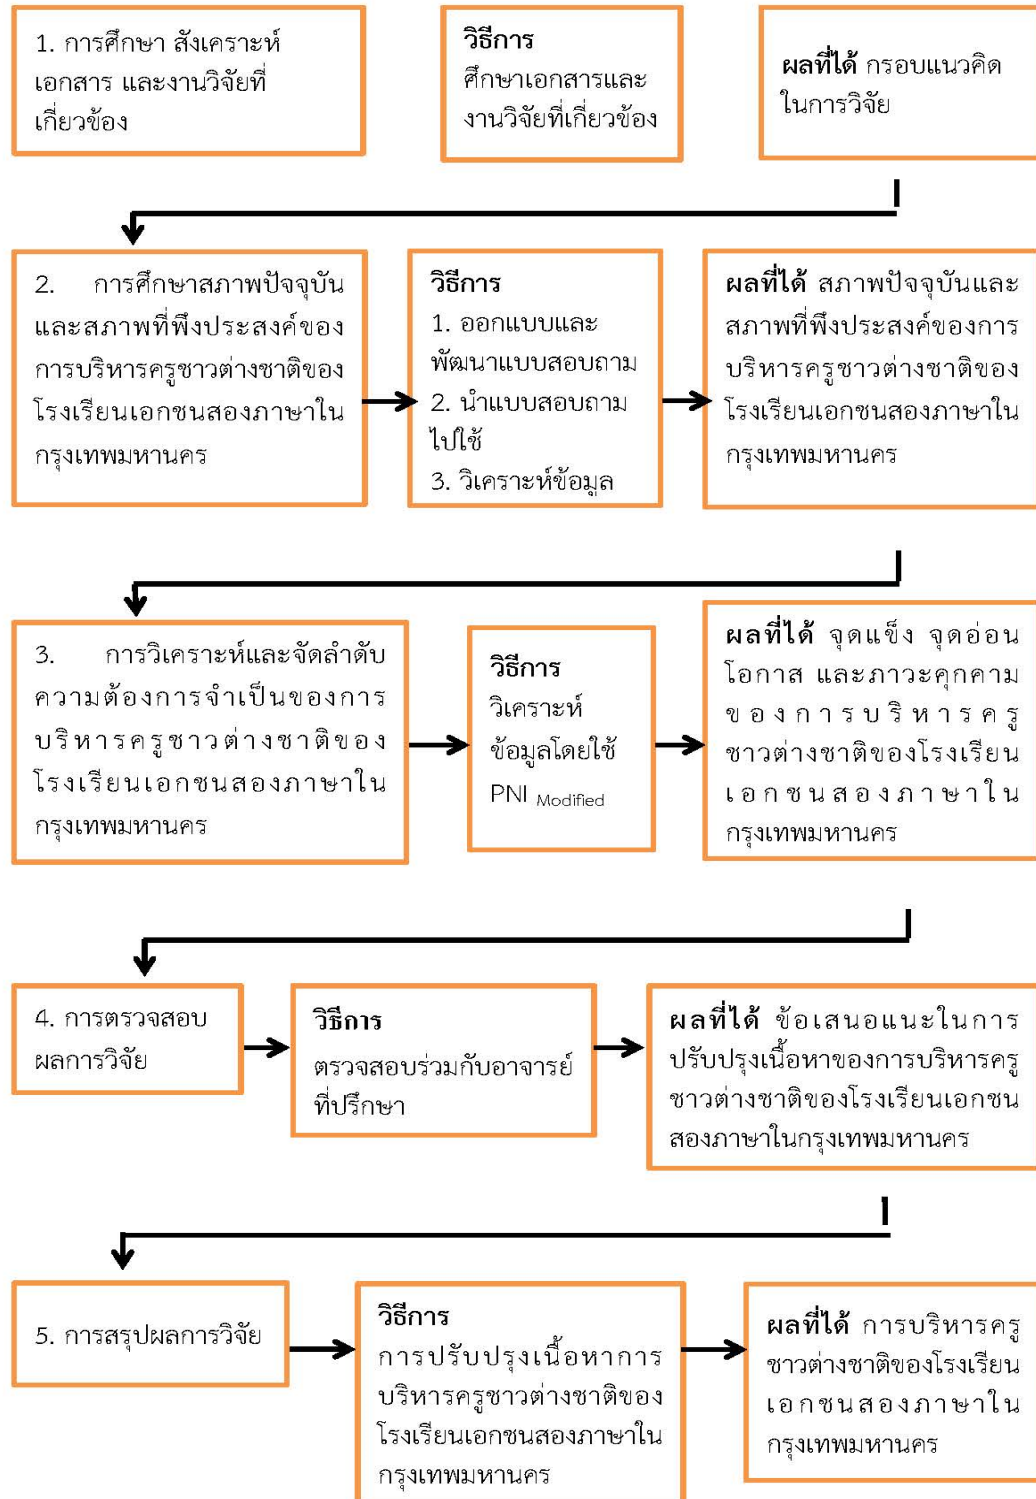 1. การศึกษา สังเคราะห์
เอกสาร และงานวิจัยที่
เกี่ยวข้อง
วิธีการ
ศึกษาเอกสารและ
งานวิจัยที่เกี่ยวข้อง
ผลที่ได้ กรอบแนวคิด
ในการวิจัย
2. การศึกษาสภาพปัจจุบัน
และสภาพที่พึงประสงค์ของ
การบริหารครูชาวต่างชาติของ
โรงเรียนเอกชนสองภาษาใน
กรุงเทพมหานคร
วิธีการ
1. ออกแบบและ
พัฒนาแบบสอบถาม
2. นำแบบสอบถาม
ไปใช้
3. วิเคราะห์ข้อมูล
ผลที่ได้ สภาพปัจจุบันและ
สภาพที่พึงประสงค์ของการ
บริหารครูชาวต่างชาติของ
โรงเรียนเอกชนสองภาษาใน
กรุงเทพมหานคร
3. การวิเคราะห์และจัดลำดับ
ความต้องการจำเป็นของการ
บริหารครูชาวต่างชาติของ
โรงเรียนเอกชนสองภาษาใน
กรุงเทพมหานคร
วิธีการ
วิเคราะห์
ข้อมูลโดยใช้
PNI Modified
ผลที่ได้ จุดแข็ง จุดอ่อน
โอกาส และภาวะคุกคาม
ของการบริหารครู
ชาวต่างชาติของโรงเรียน
เอกชนสองภาษาใน
กรุงเทพมหานคร
4. การตรวจสอบ
ผลการวิจัย
วิธีการ
ตรวจสอบร่วมกับอาจารย์
ที่ปรึกษา
ผลที่ได้ ข้อเสนอแนะในการ
ปรับปรุงเนื้อหาของการบริหารครู
ชาวต่างชาติของโรงเรียนเอกชน
สองภาษาในกรุงเทพมหานคร
5. การสรุปผลการวิจัย
วิธีการ
การปรับปรุงเนื้อหาการ
บริหารครูชาวต่างชาติของ
โรงเรียนเอกชนสองภาษาใน
กรุงเทพมหานคร
ผลที่ได้ การบริหารครู
ชาวต่างชาติของโรงเรียน
เอกชนสองภาษาใน
กรุงเทพมหานคร